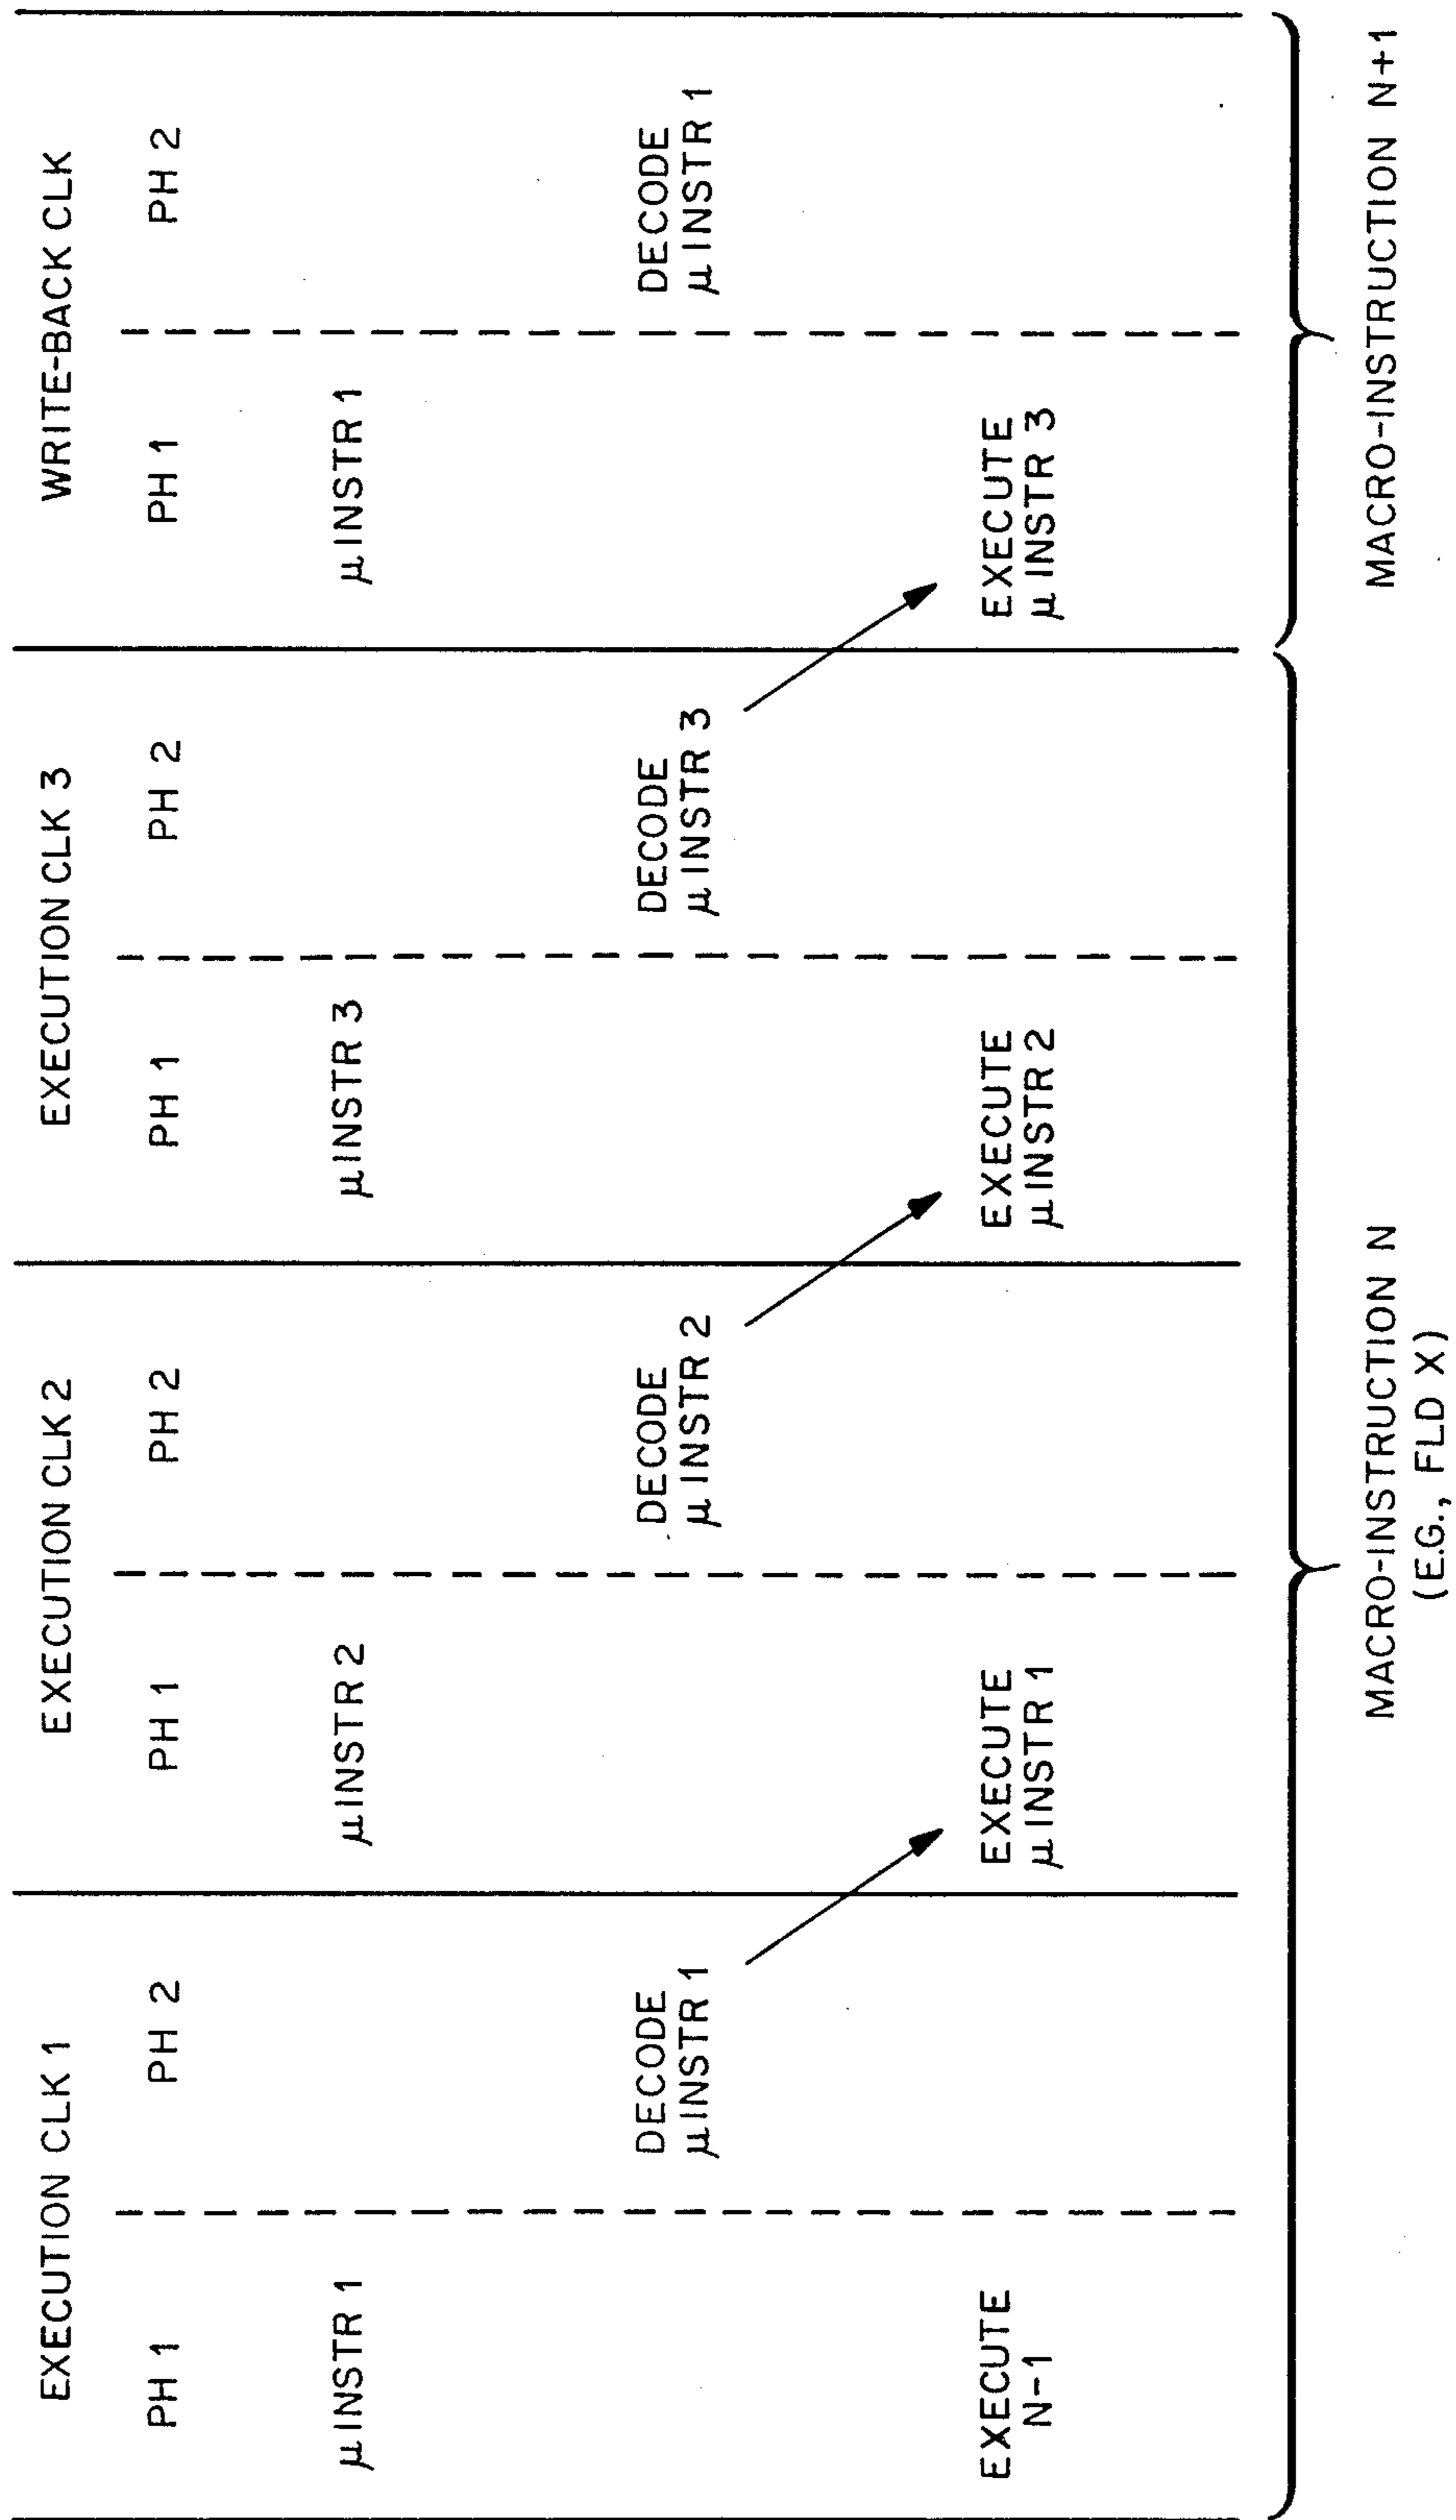 EXECUTION CLK 1
EXECUTION CLK 2
EXECUTION CLK 3
WRITE-BACK CLK
PH 1
PH 2
PH 1
PH 2
PH 1
PH 2
PH 1
PH 2
μINSTR 1
μINSTR 2
μINSTR 3
μINSTR 1
DECODE
μINSTR 1
DECODE
μINSTR 2
DECODE
μINSTR 3
DECODE
μINSTR 1
EXECUTE
N-1
EXECUTE
μINSTR 1
EXECUTE
μINSTR 2
EXECUTE
μINSTR 3
MACRO-INSTRUCTION N
(E.G., FLD X)
MACRO-INSTRUCTION N+1